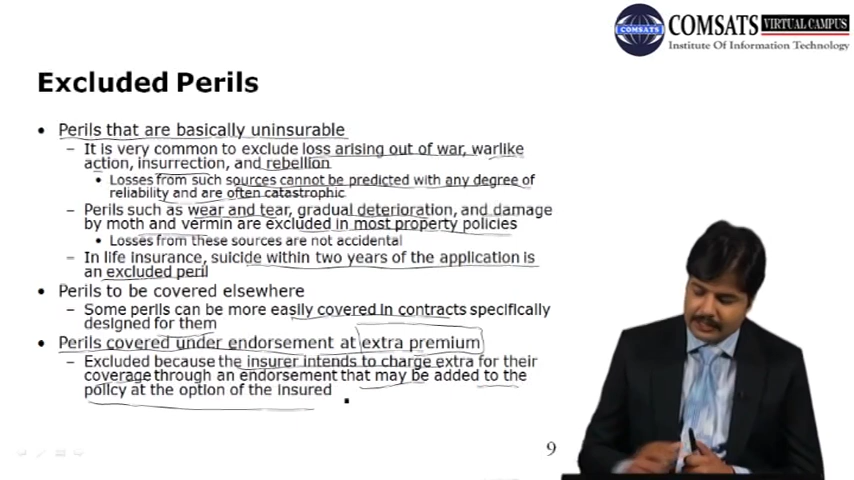 COMSATS VIRTUAL CAMPUS
Institute Of Information Technology
COMSATS
Excluded Perils
• Perils that are basically uninsurable
– It is very common to exclude loss arising out of war, warlike
action, insurrection, and rebellion
• Losses from such sources cannot be predicted with any degree of
reliability and are often catastrophic
– Perils such as wear and tear, gradual deterioration, and damage
by moth and vermin are excluded in most property policies
• Losses from these sources are not accidental
– In life insurance, suicide within two years of the application is
an excluded peril
• Perils to be covered elsewhere
– Some perils can be more easily covered in contracts specifically
designed for them
• Perils covered under endorsement at extra premium
– Excluded because the insurer intends to charge extra for their
coverage through an endorsement that may be added to the
policy at the option of the insured
9